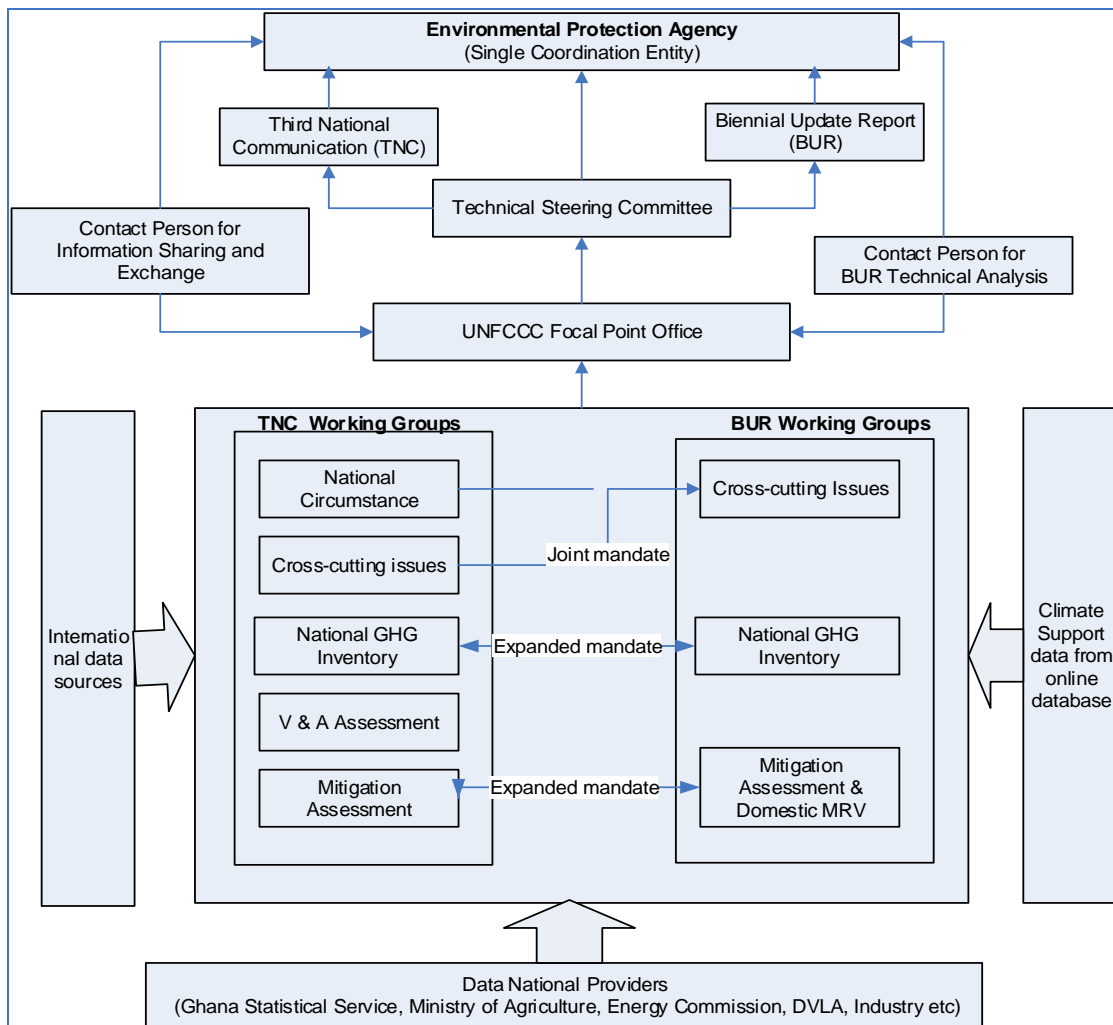 Environmental Protection Agency
(Single Coordination Entity)
Third National
Communication (TNC)
Biennial Update Report
(BUR)
Technical Steering Committee
Contact Person for
Information Sharing and
Exchange
Contact Person for
BUR Technical Analysis
UNFCCC Focal Point Office
TNC Working Groups
BUR Working Groups
National
Circumstance
Cross-cutting Issues
Cross-cutting issues
Joint mandate
National GHG
Inventory
Expanded mandate
National GHG
Inventory
V & A Assessment
Mitigation
Assessment
Expanded mandate
Mitigation
Assessment &
Domestic MRV
Internatio
nal data
sources
Climate
Support
data from
online
database
Data National Providers
(Ghana Statistical Service, Ministry of Agriculture, Energy Commission, DVLA, Industry etc)